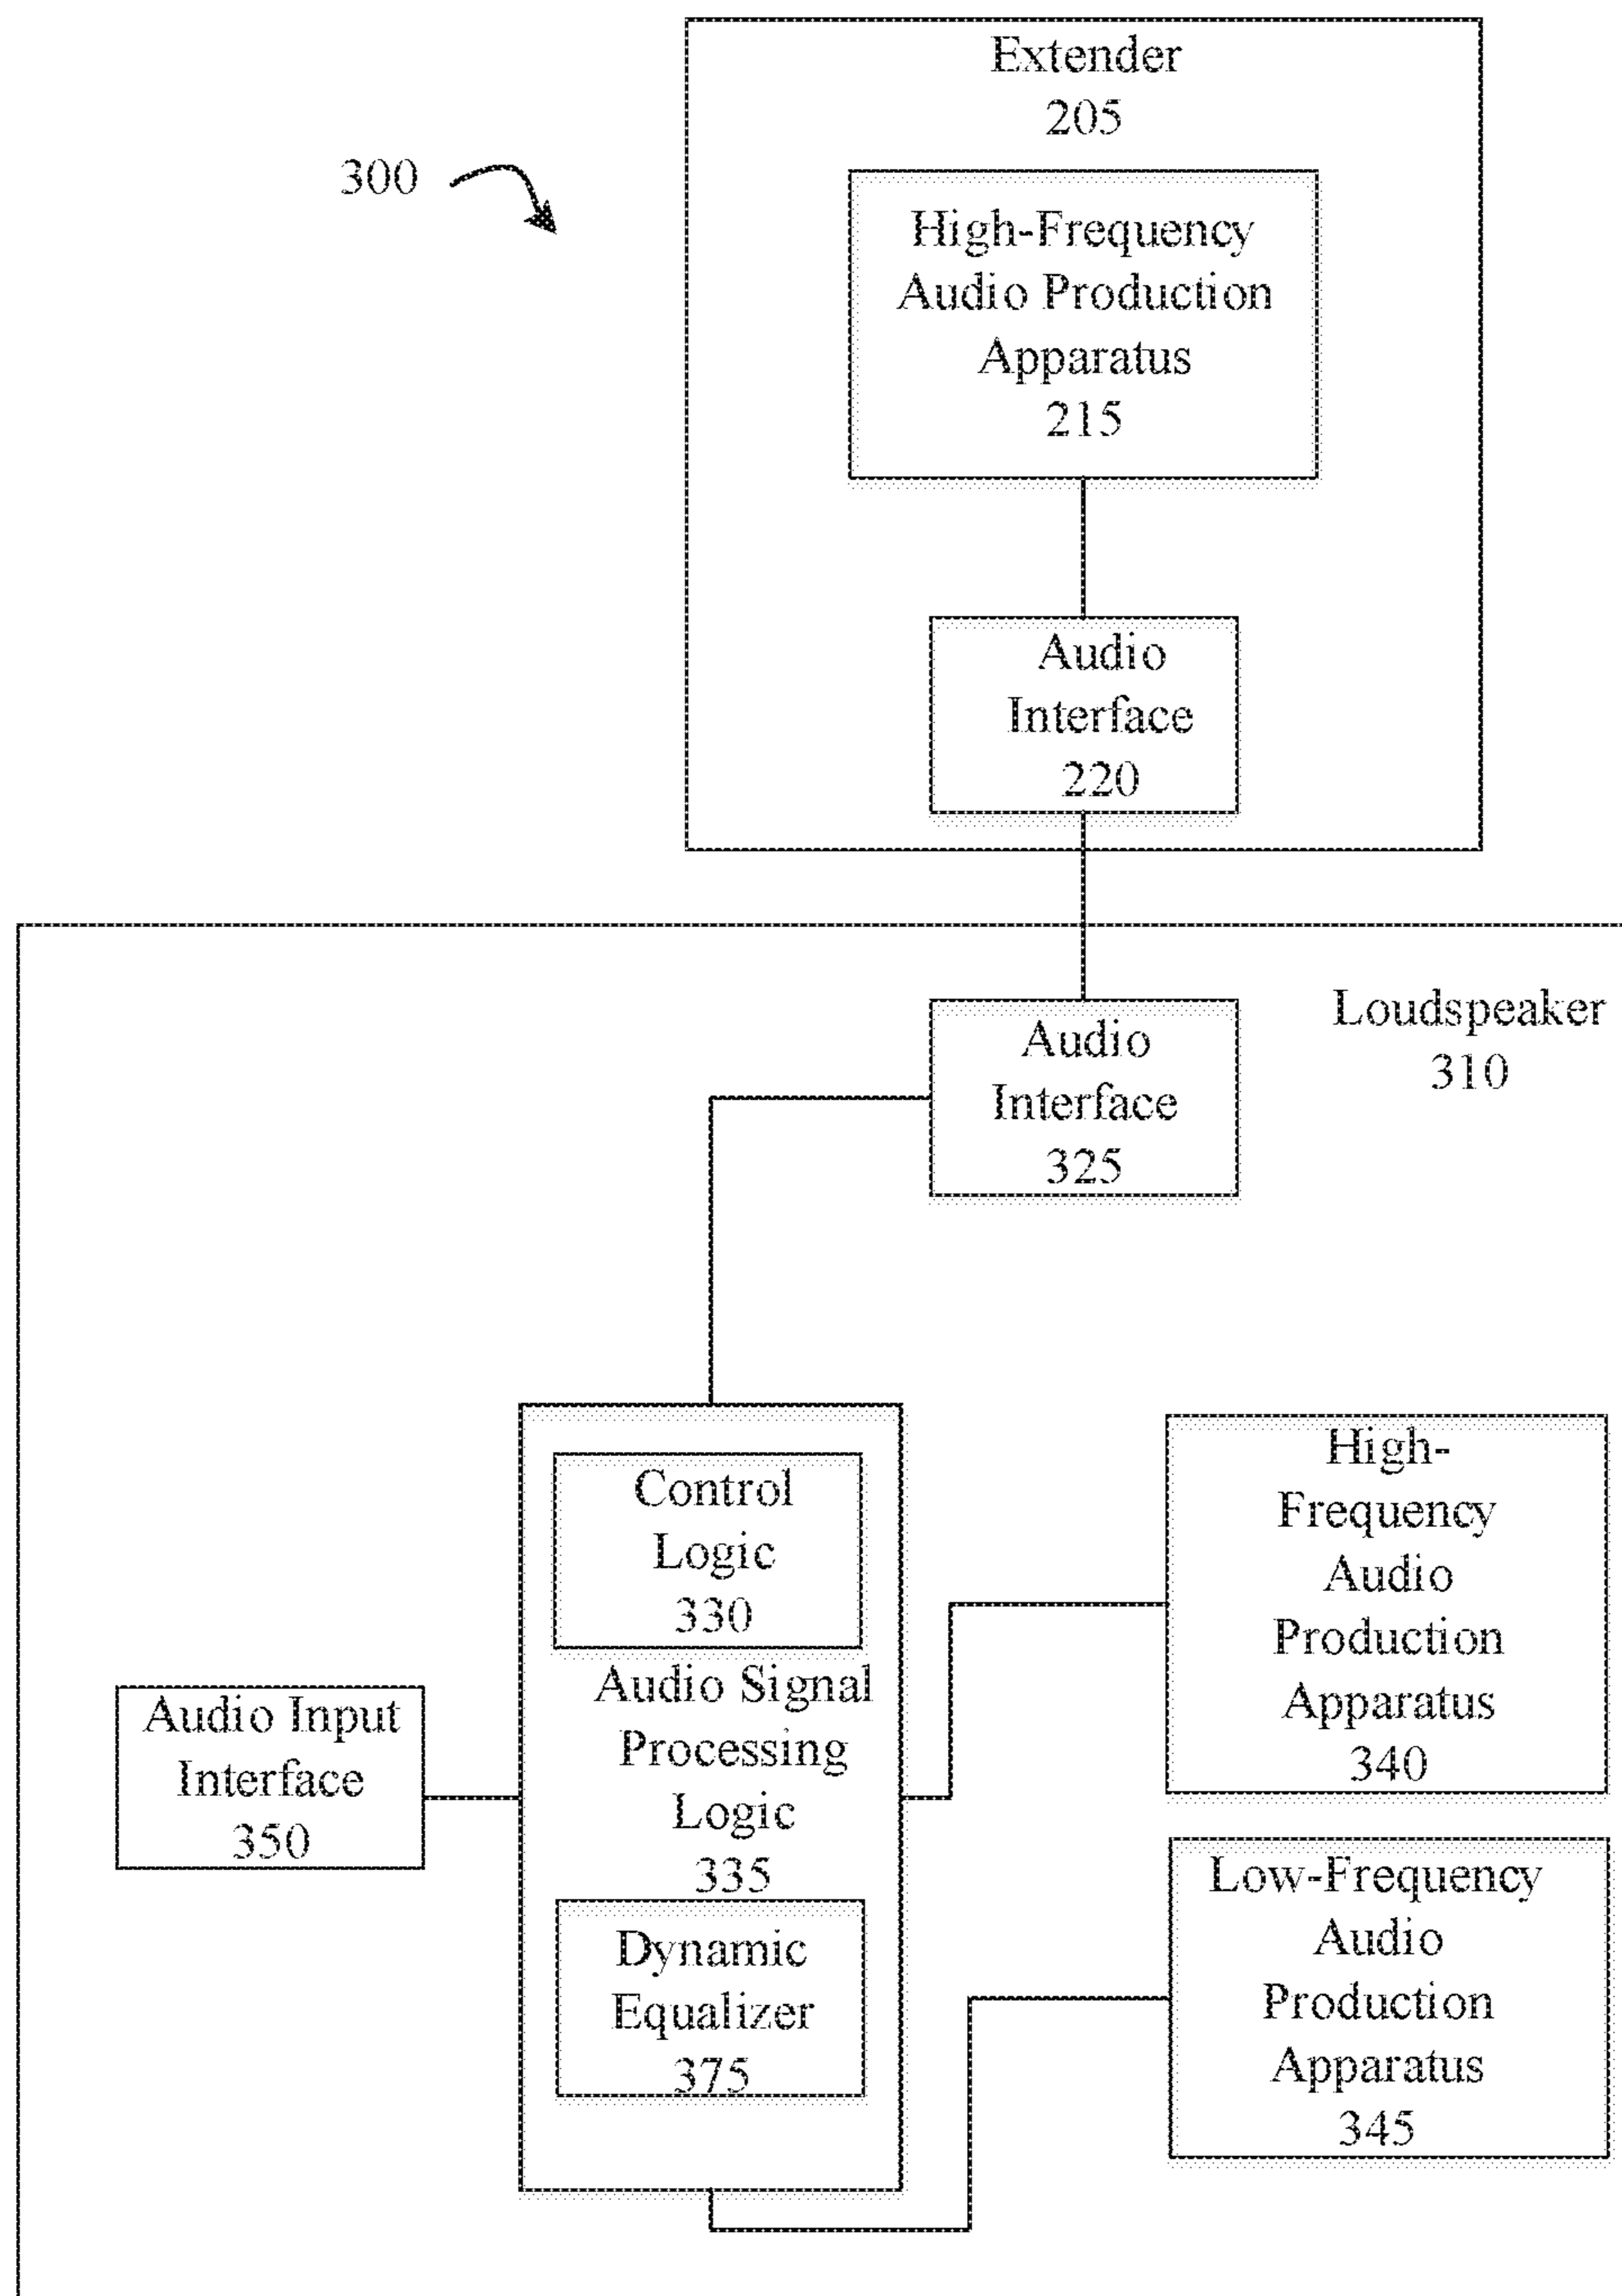 Extender
205
300
High-Frequency
Audio Production
Apparatus
215
Audio
Interface
220
Loudspeaker
310
Audio
Interface
325
Control
Logic
330
Audio Signal
Processing
Logic
335
Dynamic
Equalizer
375
Audio Input
Interface
350
High-
Frequency
Audio
Production
Apparatus
340
Low-Frequency
Audio
Production
Apparatus
345